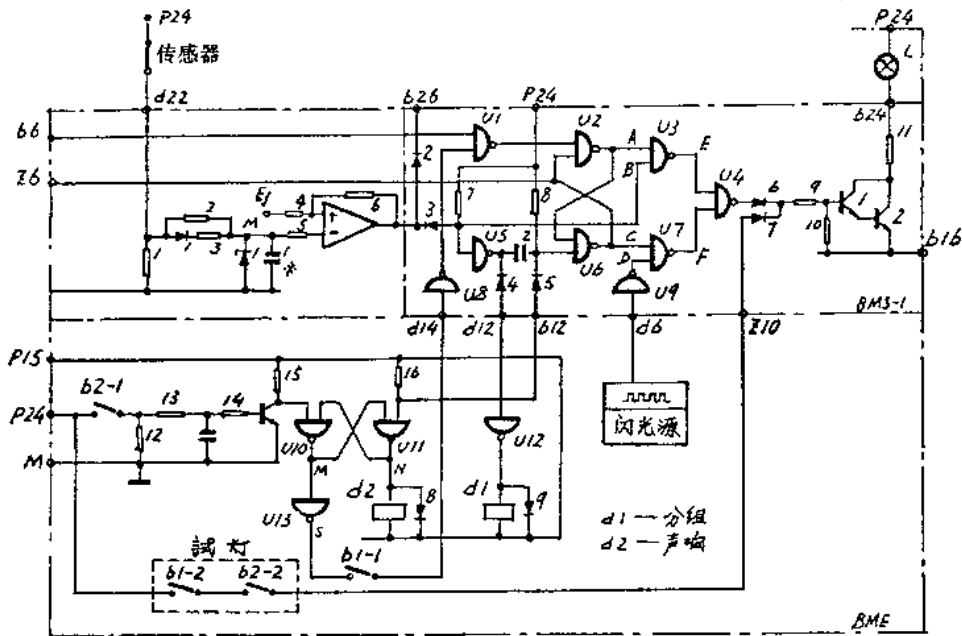 P24
传感器
P24
L
d22
b26
P24
b24
b6
U1
U2
A
U3
E
11
Z6
2
B
U4
2
Ej
4
6
7
8
6
9
1
M
5
3
U5
2
C
U7
7
10
2
1
3
1
1
*
U8
4
5
U6
D
F
U9
b16
BM3-1
d14
d12
b12
d6
Z10
P15
15
16
闪光源
b2-1
13
14
P24
12
U10
U11
U12
M
M
N
d2
8
d1
9
U13
S
d1—分组
d2—声响
試灯
b1-1
b1-2
b2-2
BME